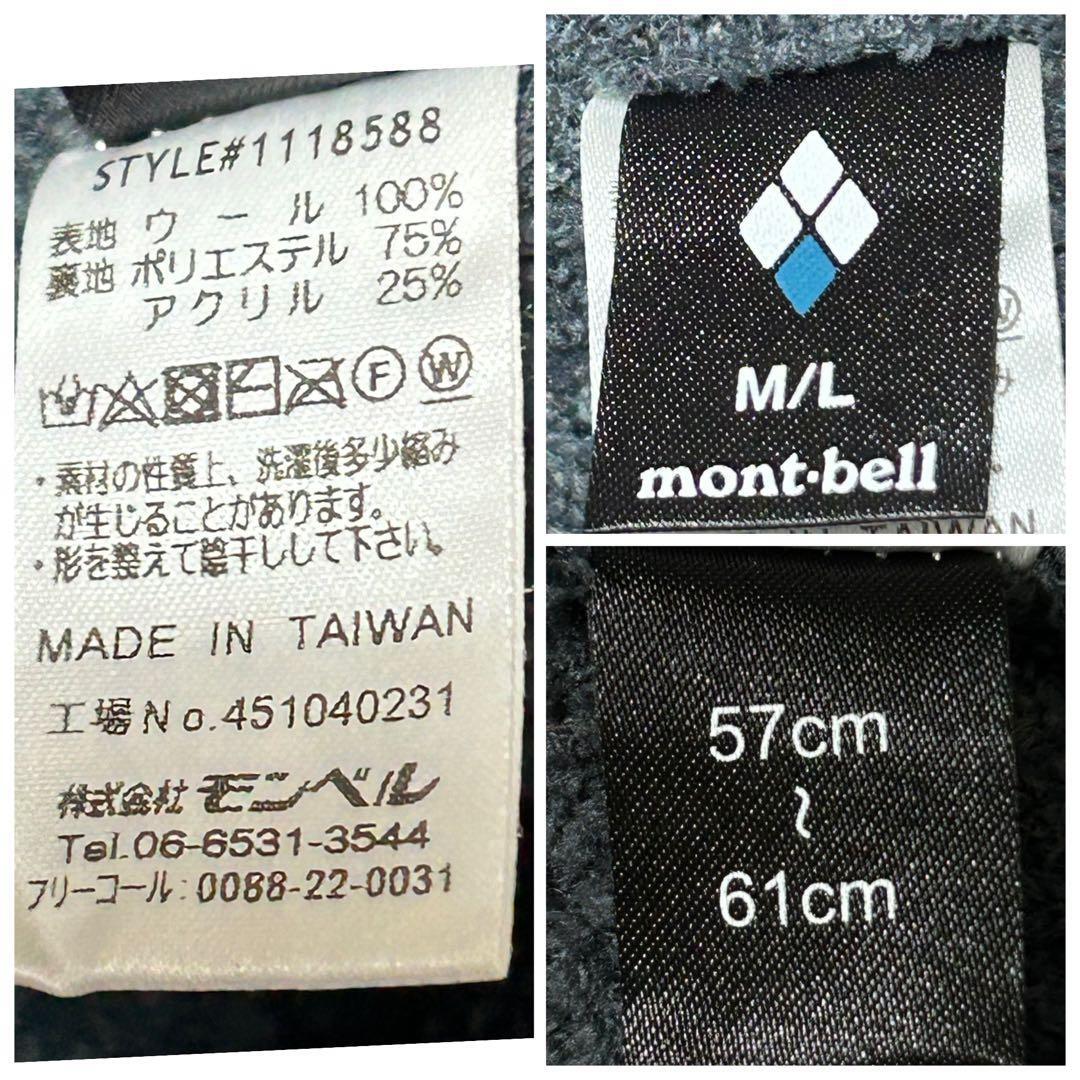 STYLE#1118588
表地 ウール 100%
裏地 ポリエステル 75%
アクリル 25%
F W
・素材の性質上、洗濯後多少縮み
が生じることがあります。
・形を整えて陰干しして下さい。
MADE IN TAIWAN
工場No.451040231
株式会社 モンベル
Tel.06-6531-3544
フリーコール:0088-22-0031
M/L
mont-bell
TAIWAN
57cm
~
61cm